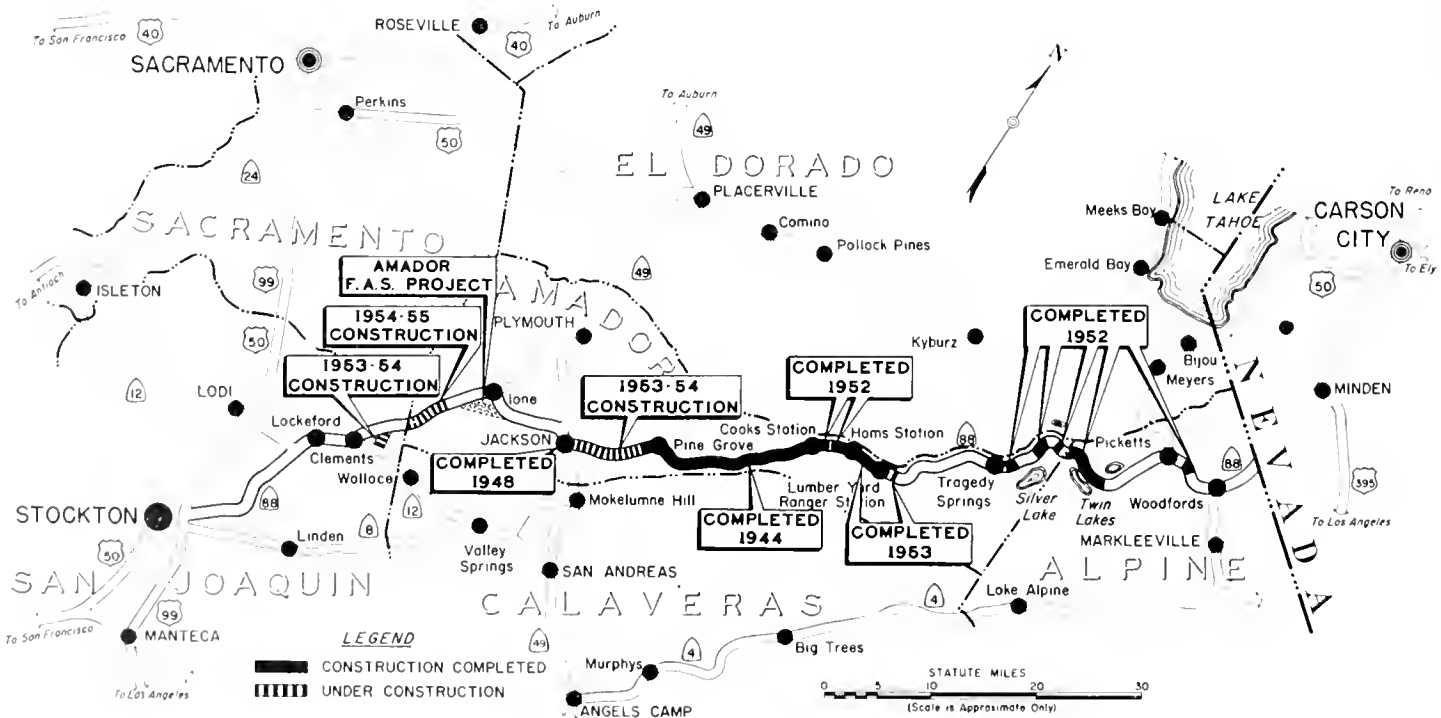 To San Francisco
40
ROSEVILLE
To Auburn
40
SACRAMENTO
Perkins
50
To Auburn
49
N
EL DORADO
PLACERVILLE
Comino
Pollock Pines
24
SACRAMENTO
Meeks Bay
LAKE
TAHOE
To Reno
CARSON
CITY
To Ely
Emerald Bay
50
To Antioch
ISLETON
99
50
AMADOR
F.A.S. PROJECT
49
AMADOR
1954-55
CONSTRUCTION
PLYMOUTH
1953-54
CONSTRUCTION
12
LODI
Ione
1953-54
CONSTRUCTION
COMPLETED
1952
Kyburz
COMPLETED
1952
Bijou
Meyers
NEVADA
MINDEN
Lockeford
Clements
JACKSON
Pine Grove
Cooks Station
Hams Station
88
Picketts
88
Wallace
COMPLETED
1948
Mokelumne Hill
Lumber Yard
Ranger Station
Tragedy
Springs
Silver
Lake
Twin
Lakes
Woodfords
395
To Los Angeles
88
STOCKTON
12
8
Linden
50
Valley
Springs
COMPLETED
1944
COMPLETED
1953
MARKLEEVILLE
SAN JOAQUIN
SAN ANDREAS
CALAVERAS
ALPINE
4
Lake Alpine
99
To San Francisco
MANTECA
To Los Angeles
LEGEND
CONSTRUCTION COMPLETED
UNDER CONSTRUCTION
49
Murphys
4
Big Trees
ANGELS CAMP
STATUTE MILES
0 5 10 20 30
(Scale is Approximate Only)